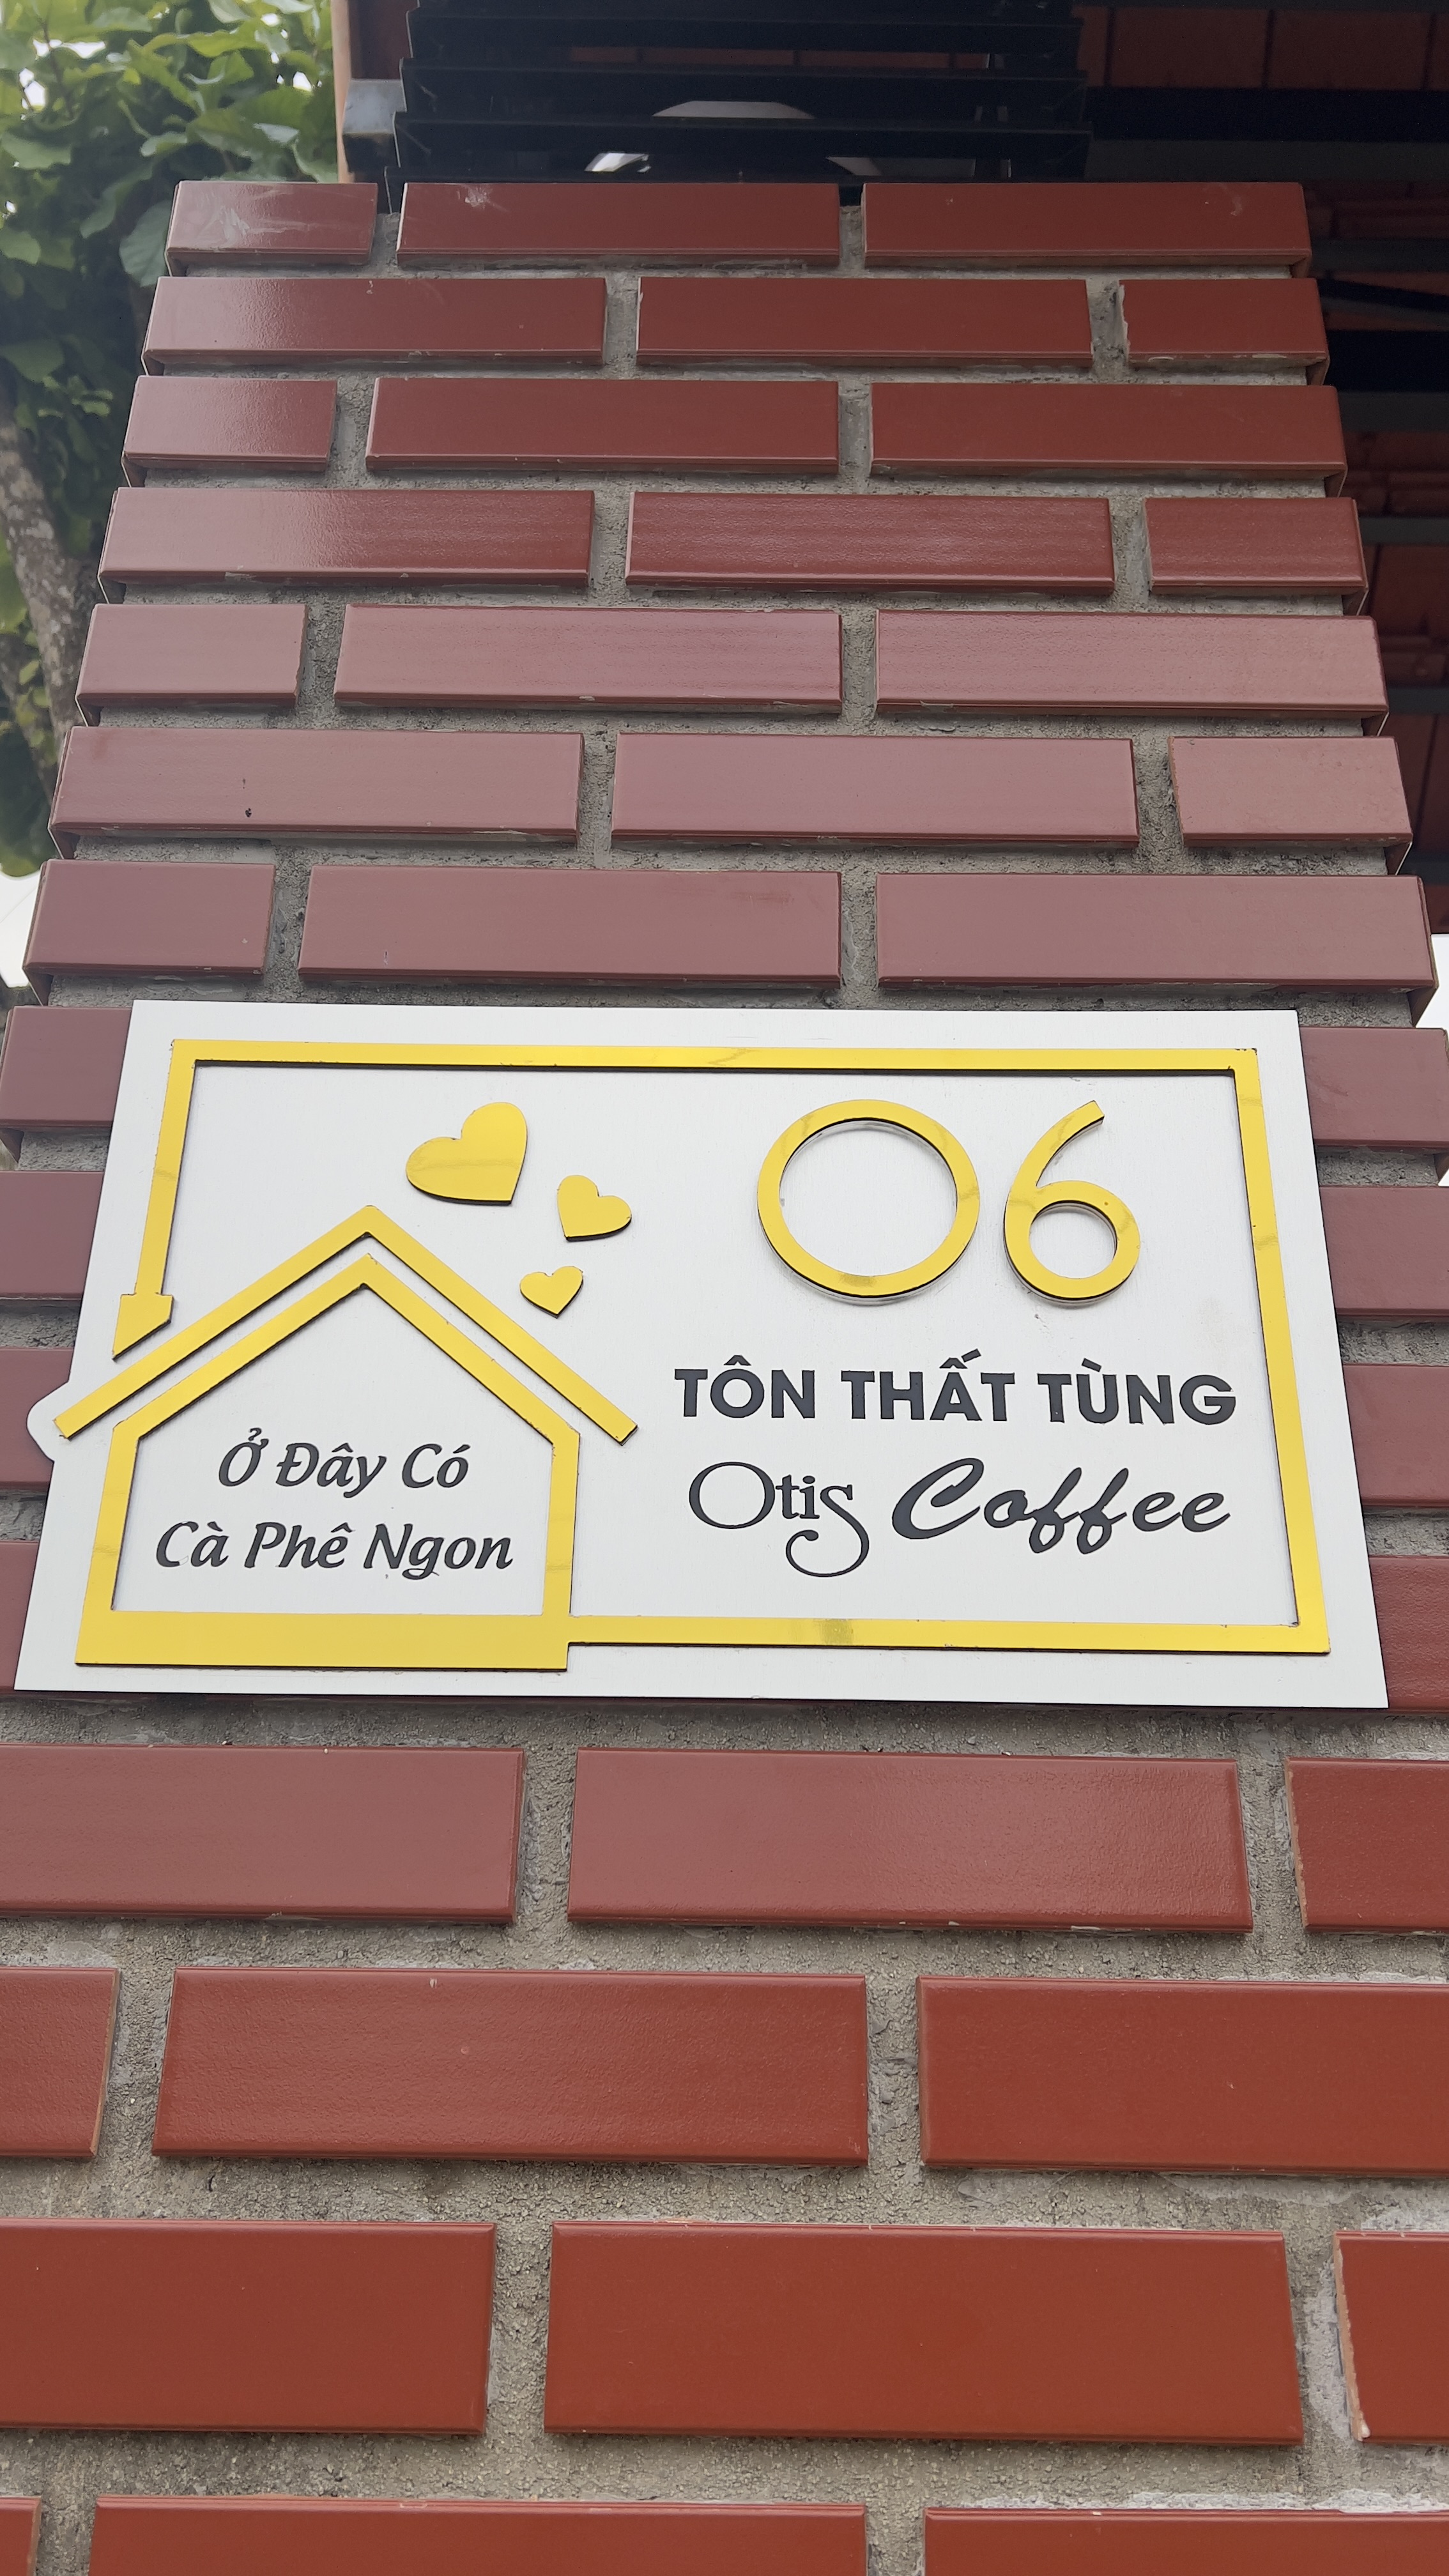 06
TÔN THẤT TÙNG
Otis Coffee
Ở Đây Có
Cà Phê Ngon